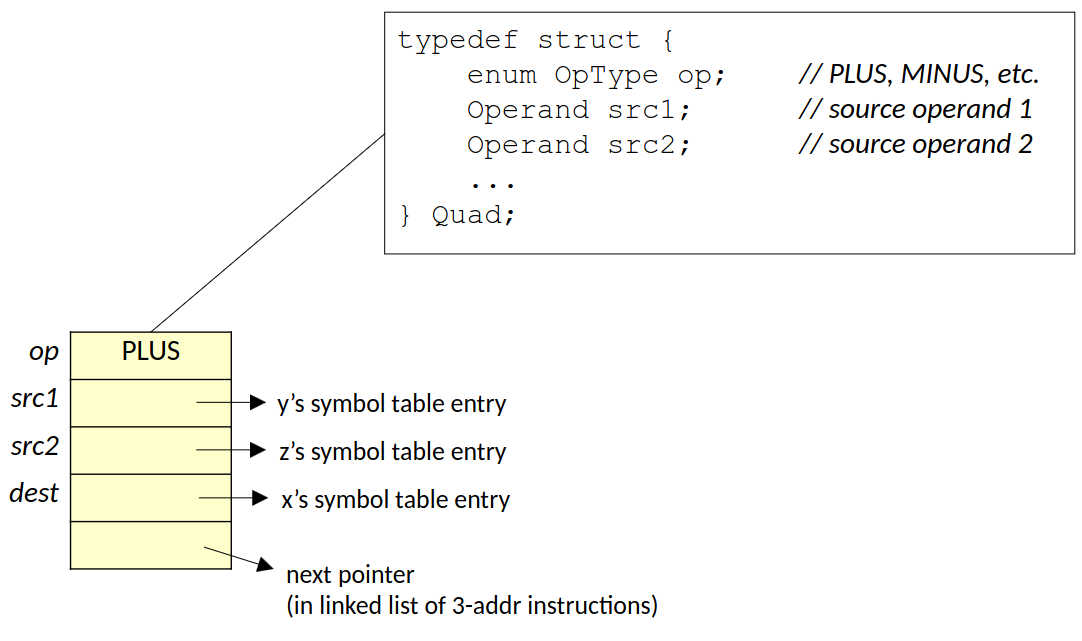 typedef struct {
enum OpType op; // PLUS, MINUS, etc.
Operand src1; // source operand 1
Operand src2; // source operand 2
...
} Quad;
op PLUS
src1 y’s symbol table entry
src2 z’s symbol table entry
dest x’s symbol table entry
next pointer
(in linked list of 3-addr instructions)